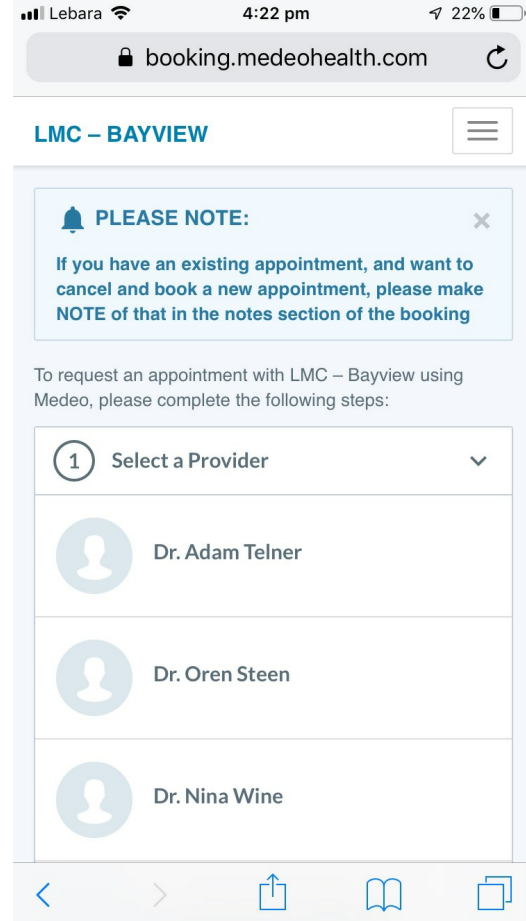 Lebara 4:22 pm 22%
booking.medeohealth.com
LMC – BAYVIEW
PLEASE NOTE: ×
If you have an existing appointment, and want to
cancel and book a new appointment, please make
NOTE of that in the notes section of the booking
To request an appointment with LMC – Bayview using
Medeo, please complete the following steps:
1 Select a Provider
Dr. Adam Telner
Dr. Oren Steen
Dr. Nina Wine